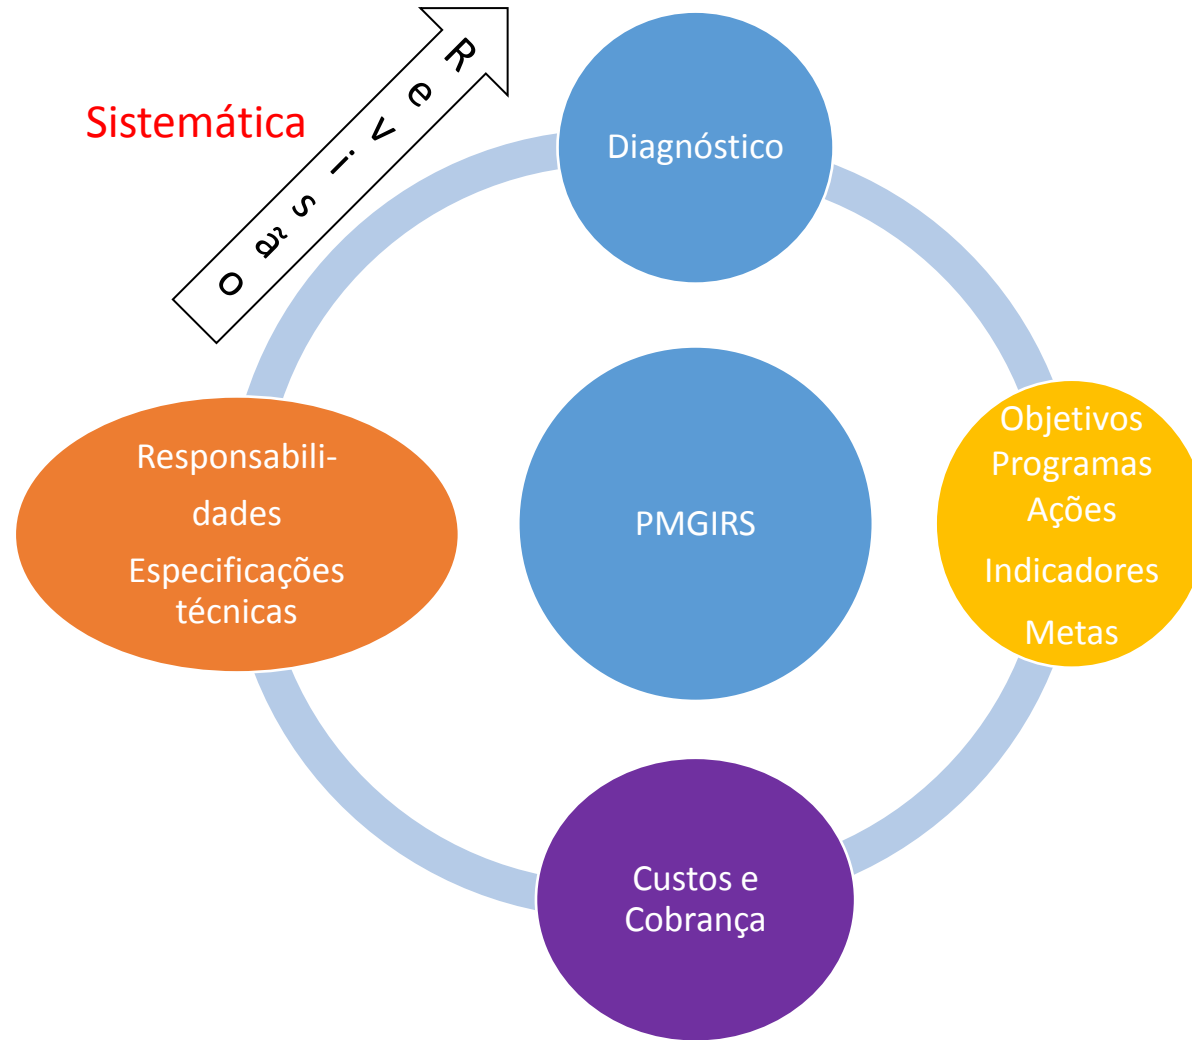 Revisão
Sistemática
Diagnóstico
Objetivos
Programas
Ações
Indicadores
Metas
PMGIRS
Responsabili-
dades
Especificações
técnicas
Custos e
Cobrança